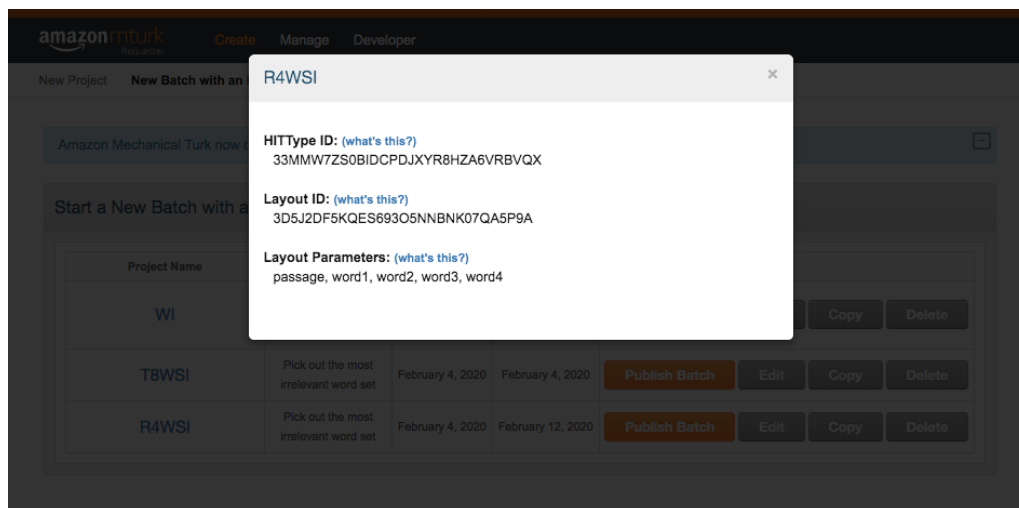 amazonmturk
Requester
Create Manage Developer
New Project New Batch with an
R4WSI ×
Amazon Mechanical Turk now
HITType ID: (what's this?)
33MMW7ZS0BIDCPDJXYR8HZA6VRBVQX
Layout ID: (what's this?)
3D5J2DF5KQES693O5NNBNK07QA5P9A
Start a New Batch with a
Layout Parameters: (what's this?)
passage, word1, word2, word3, word4
Project Name
WI Copy Delete
T8WSI Pick out the most irrelevant word set February 4, 2020 February 4, 2020 Publish Batch Edit Copy Delete
R4WSI Pick out the most irrelevant word set February 4, 2020 February 12, 2020 Publish Batch Edit Copy Delete